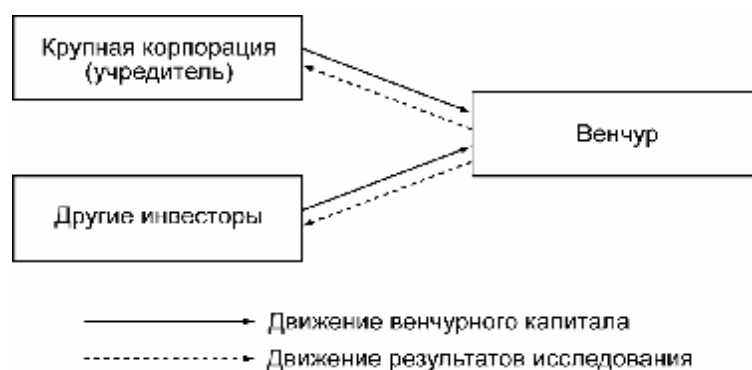 Крупная корпорация
(учредитель)
Венчур
Другие инвесторы
Движение венчурного капитала
Движение результатов исследования